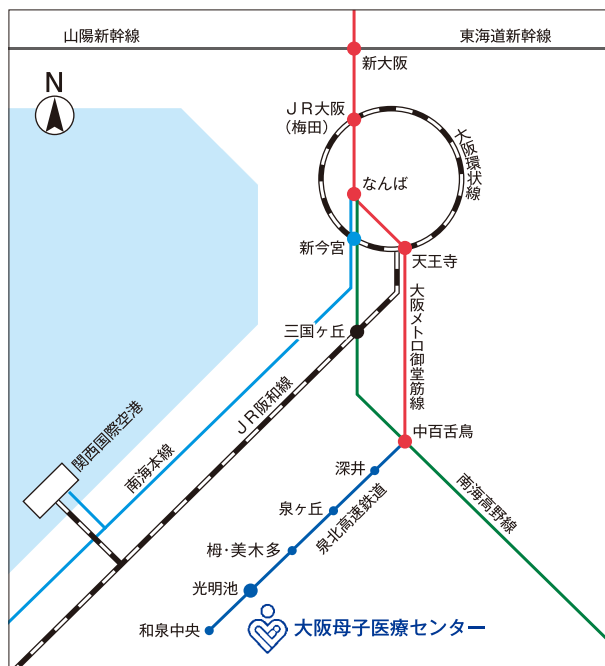 山陽新幹線
東海道新幹線
N
新大阪
JR大阪
(梅田)
大阪環状線
なんば
新今宮
天王寺
大阪メトロ御堂筋線
三国ヶ丘
JR阪和線
関西国際空港
南海本線
中百舌鳥
深井
南海高野線
泉ヶ丘
泉北高速鉄道
栂・美木多
光明池
和泉中央
大阪母子医療センター